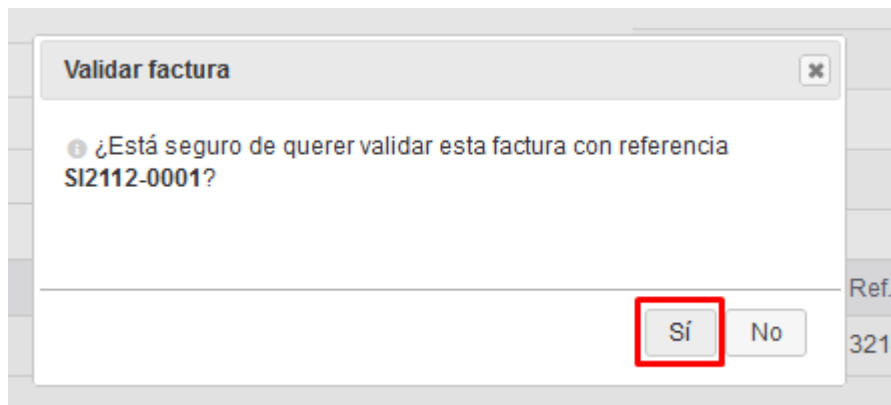 Validar factura
¿Está seguro de querer validar esta factura con referencia
SI2112-0001?
Ref.
Sí No
321